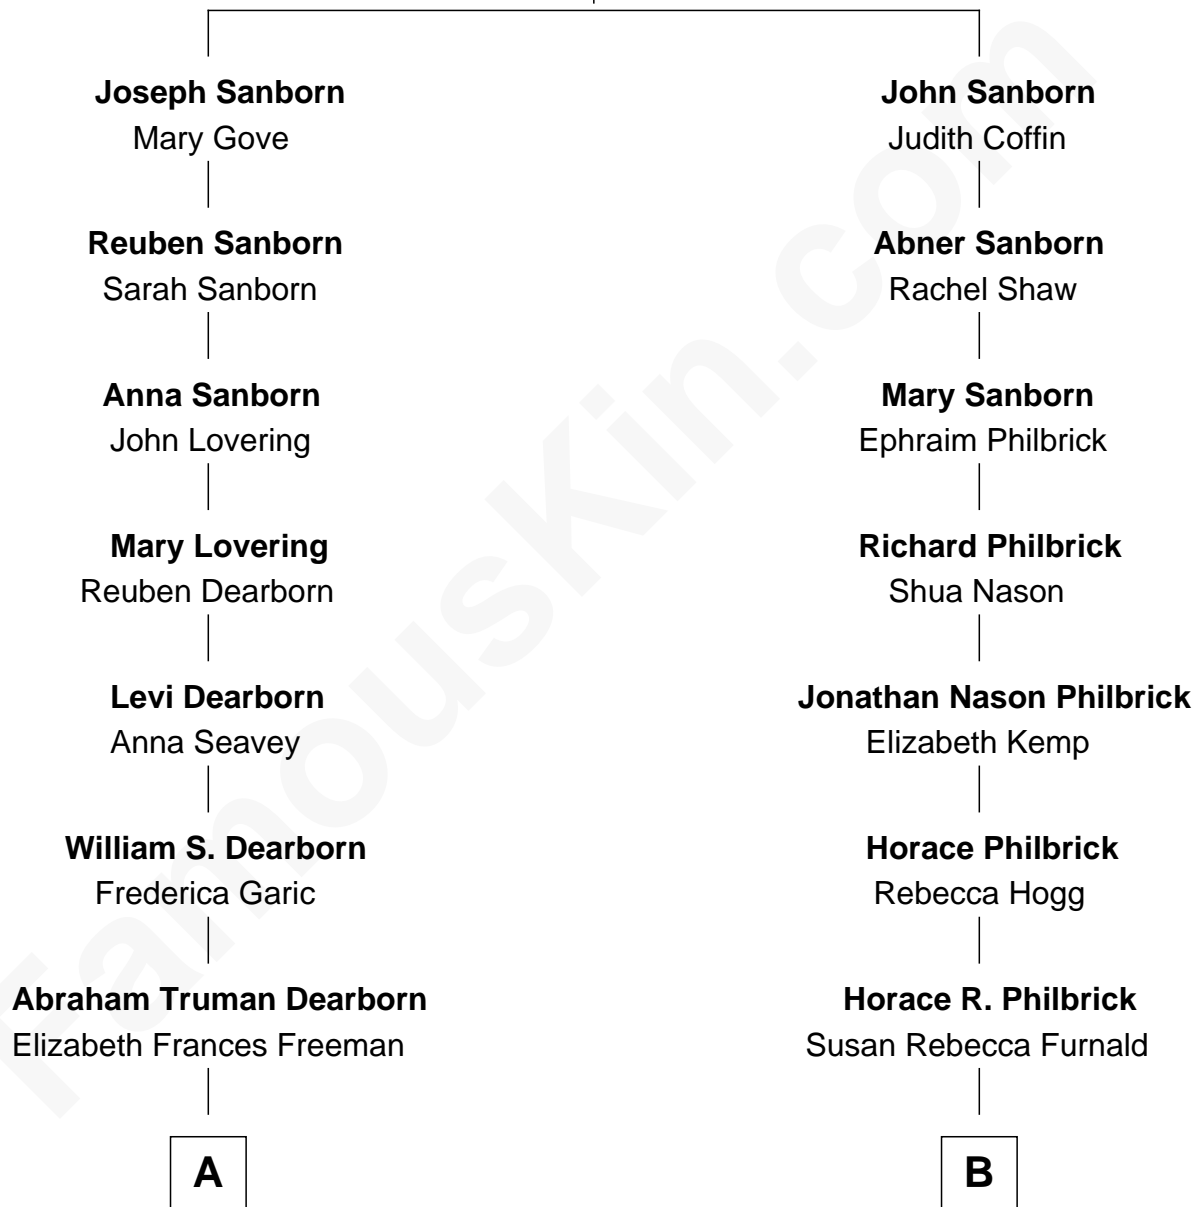 Joseph Sanborn
Mary Gove
Reuben Sanborn
Sarah Sanborn
Anna Sanborn
John Lovering
Mary Lovering
Reuben Dearborn
Levi Dearborn
Anna Seavey
William S. Dearborn
Frederica Garic
Abraham Truman Dearborn
Elizabeth Frances Freeman
A
John Sanborn
Judith Coffin
Abner Sanborn
Rachel Shaw
Mary Sanborn
Ephraim Philbrick
Richard Philbrick
Shua Nason
Jonathan Nason Philbrick
Elizabeth Kemp
Horace Philbrick
Rebecca Hogg
Horace R. Philbrick
Susan Rebecca Furnald
B
FamousKin.com